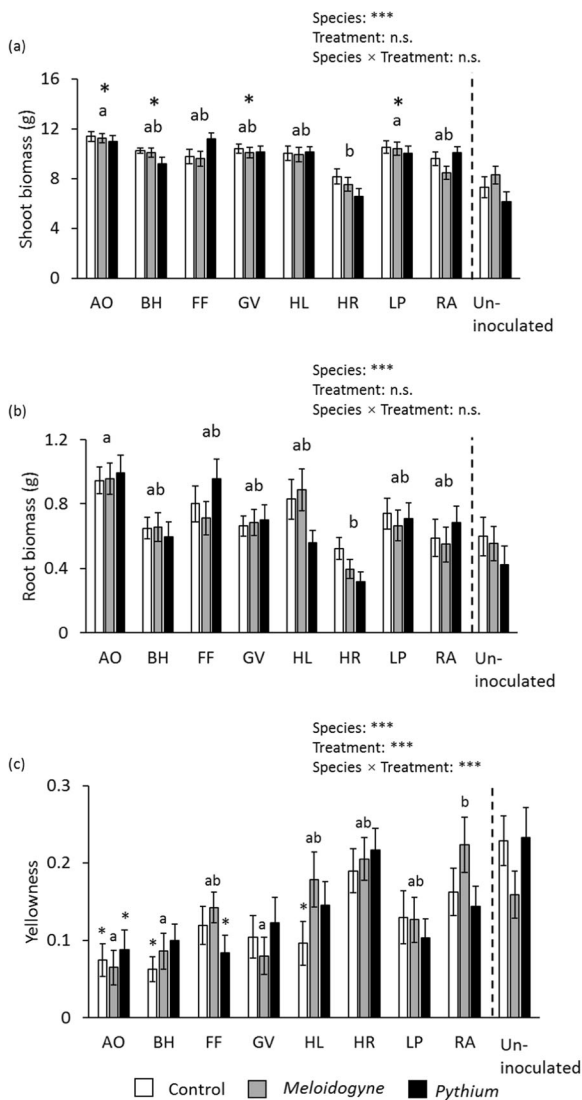 Species: ***
Treatment: n.s.
Species × Treatment: n.s.
(a)
Shoot biomass (g)
16
12
8
4
0
* * * *
a ab ab ab ab b a ab
AO BH FF GV HL HR LP RA Un-
inoculated
Species: ***
Treatment: n.s.
Species × Treatment: n.s.
(b)
Root biomass (g)
1.2
0.8
0.4
0
a ab ab ab ab b ab ab
AO BH FF GV HL HR LP RA Un-
inoculated
Species: ***
Treatment: ***
Species × Treatment: ***
(c)
Yellowness
0.3
0.2
0.1
0
* a * * a ab * a * ab ab ab b
AO BH FF GV HL HR LP RA Un-
inoculated
Control Meloidogyne Pythium